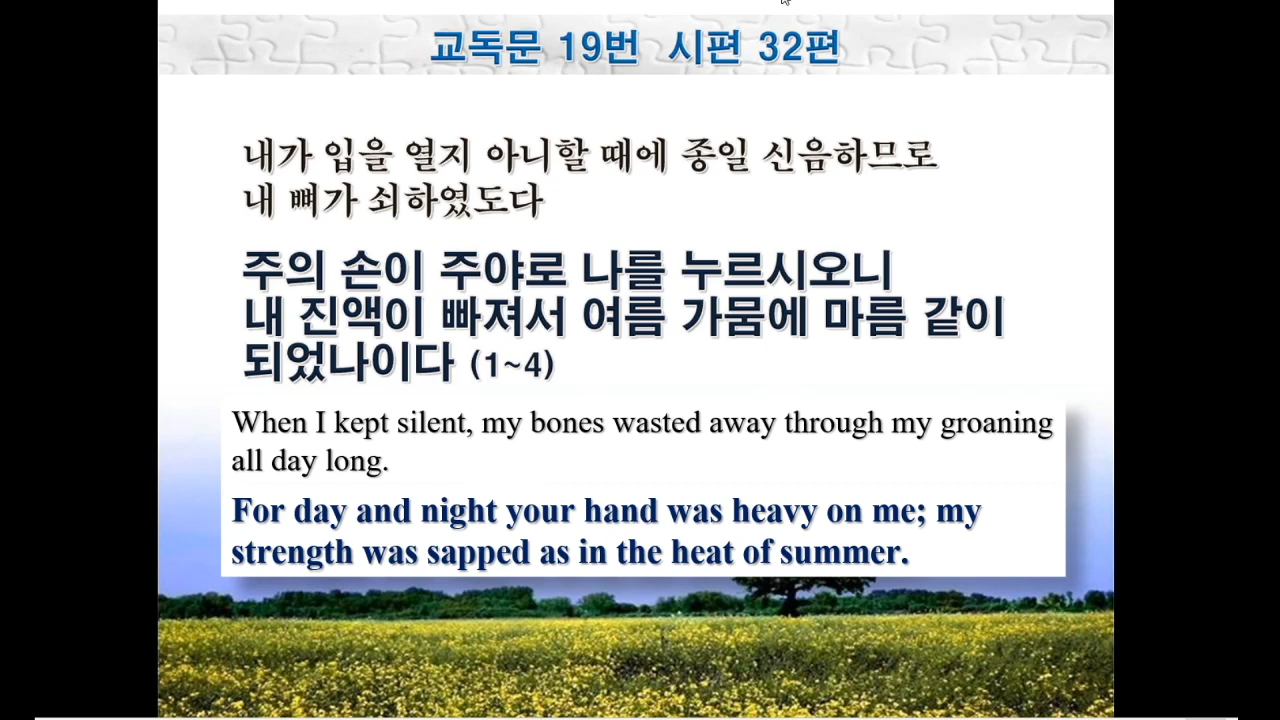 교독문 19번 시편 32편
내가 입을 열지 아니할 때에 종일 신음하므로
내 뼈가 쇠하였도다
주의 손이 주야로 나를 누르시오니
내 진액이 빠져서 여름 가뭄에 마름 같이
되었나이다 (1~4)
When I kept silent, my bones wasted away through my groaning
all day long.
For day and night your hand was heavy on me; my
strength was sapped as in the heat of summer.